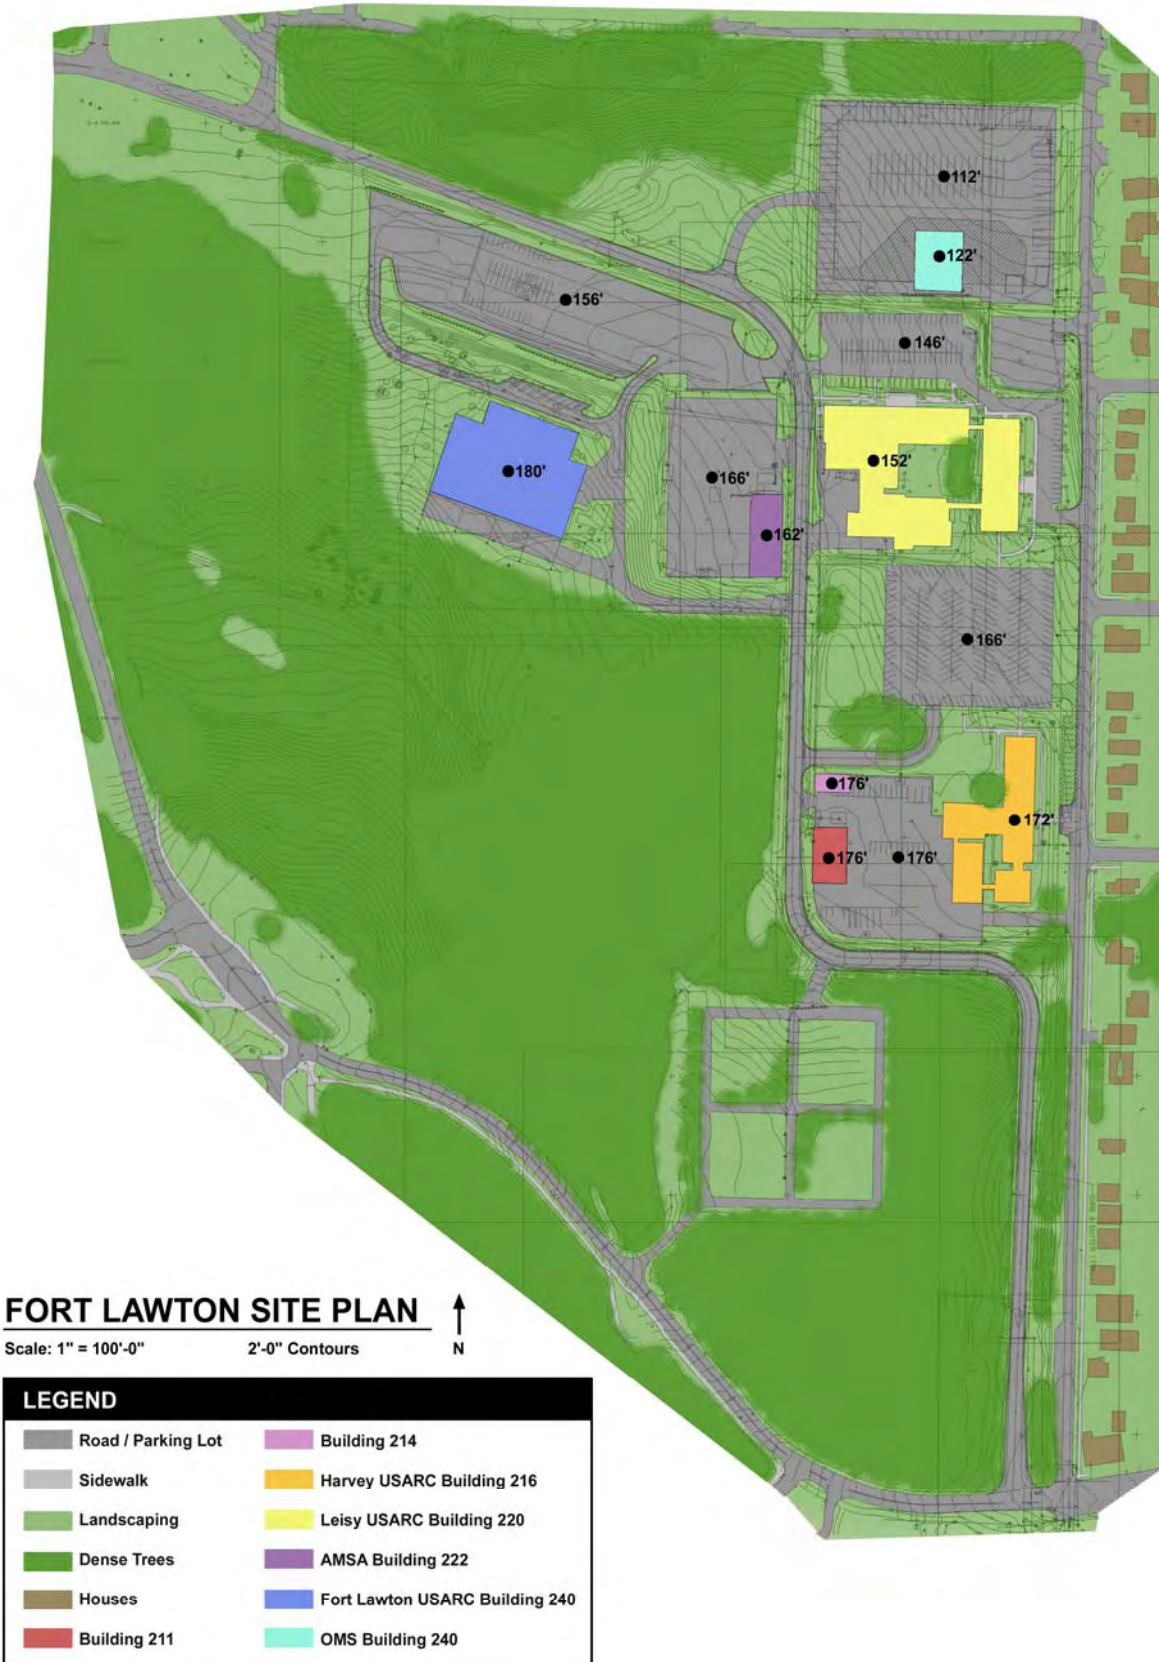 112'
122'
156'
146'
152'
180'
166'
162'
166'
176'
172'
176'
176'
FORT LAWTON SITE PLAN
Scale: 1" = 100'-0"
2'-0" Contours
N
LEGEND
Road / Parking Lot
Sidewalk
Landscaping
Dense Trees
Houses
Building 211
Building 214
Harvey USARC Building 216
Leisy USARC Building 220
AMSA Building 222
Fort Lawton USARC Building 240
OMS Building 240